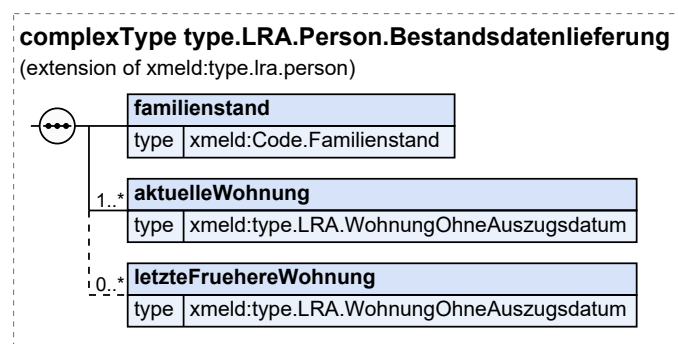 complexType type.LRA.Person.Bestandsdatenlieferung
(extension of xmeld:type.lra.person)
familienstand
type xmeld:Code.Familienstand
1..* aktuelleWohnung
type xmeld:type.LRA.WohnungOhneAuszugsdatum
0..* letzteFruehereWohnung
type xmeld:type.LRA.WohnungOhneAuszugsdatum